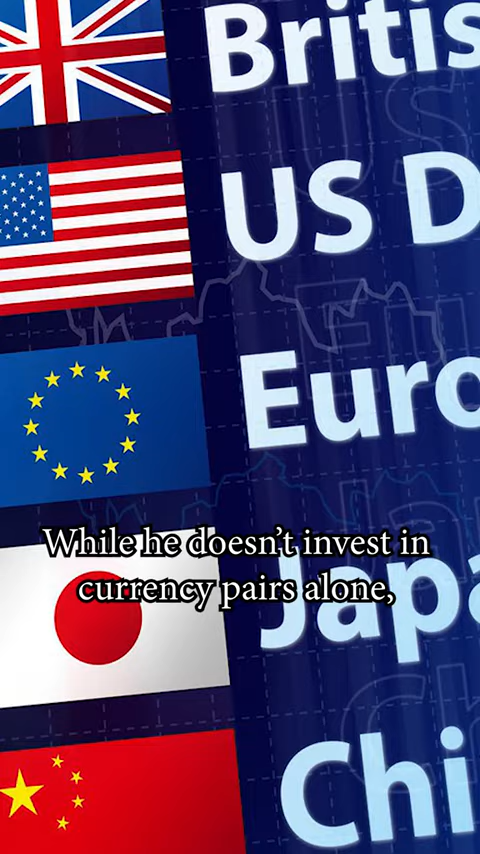 Britis
US D
Euro
While he doesn't invest in
currency pairs alone,
Japa
Chi